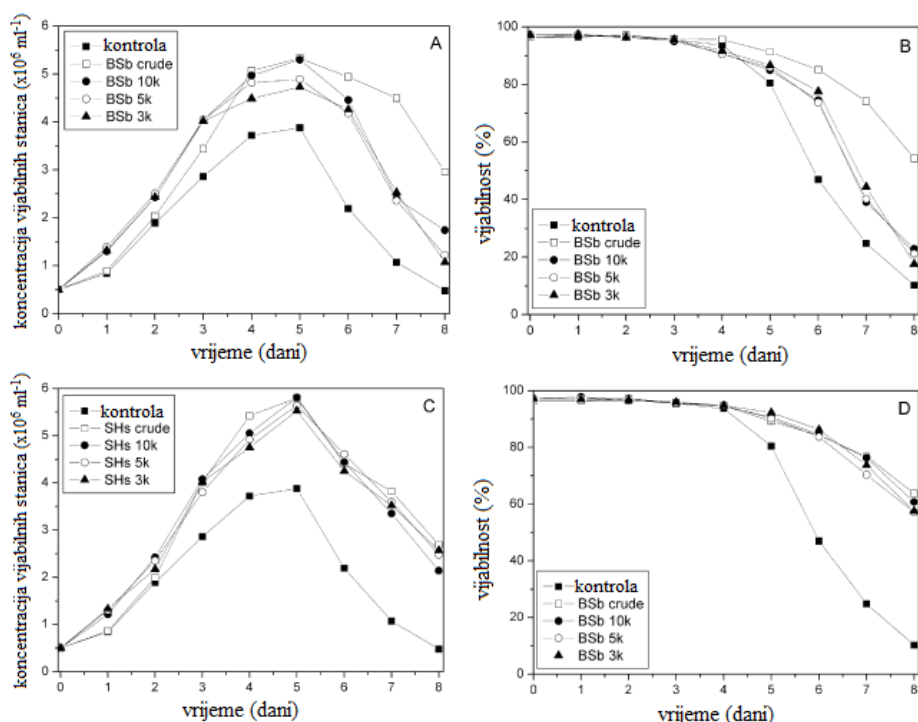 A
koncentracija vijabilnih stanica (x10⁶ ml⁻¹)
6
5
4
3
2
1
0
kontrola
BSb crude
BSb 10k
BSb 5k
BSb 3k
0 1 2 3 4 5 6 7 8
vrijeme (dani)
B
vijabilnost (%)
100
80
60
40
20
0
kontrola
BSb crude
BSb 10k
BSb 5k
BSb 3k
0 1 2 3 4 5 6 7 8
vrijeme (dani)
C
koncentracija vijabilnih stanica (x10⁶ ml⁻¹)
6
5
4
3
2
1
0
kontrola
SHs crude
SHs 10k
SHs 5k
SHs 3k
0 1 2 3 4 5 6 7 8
vrijeme (dani)
D
vijabilnost (%)
100
80
60
40
20
0
kontrola
BSb crude
BSb 10k
BSb 5k
BSb 3k
0 1 2 3 4 5 6 7 8
vrijeme (dani)